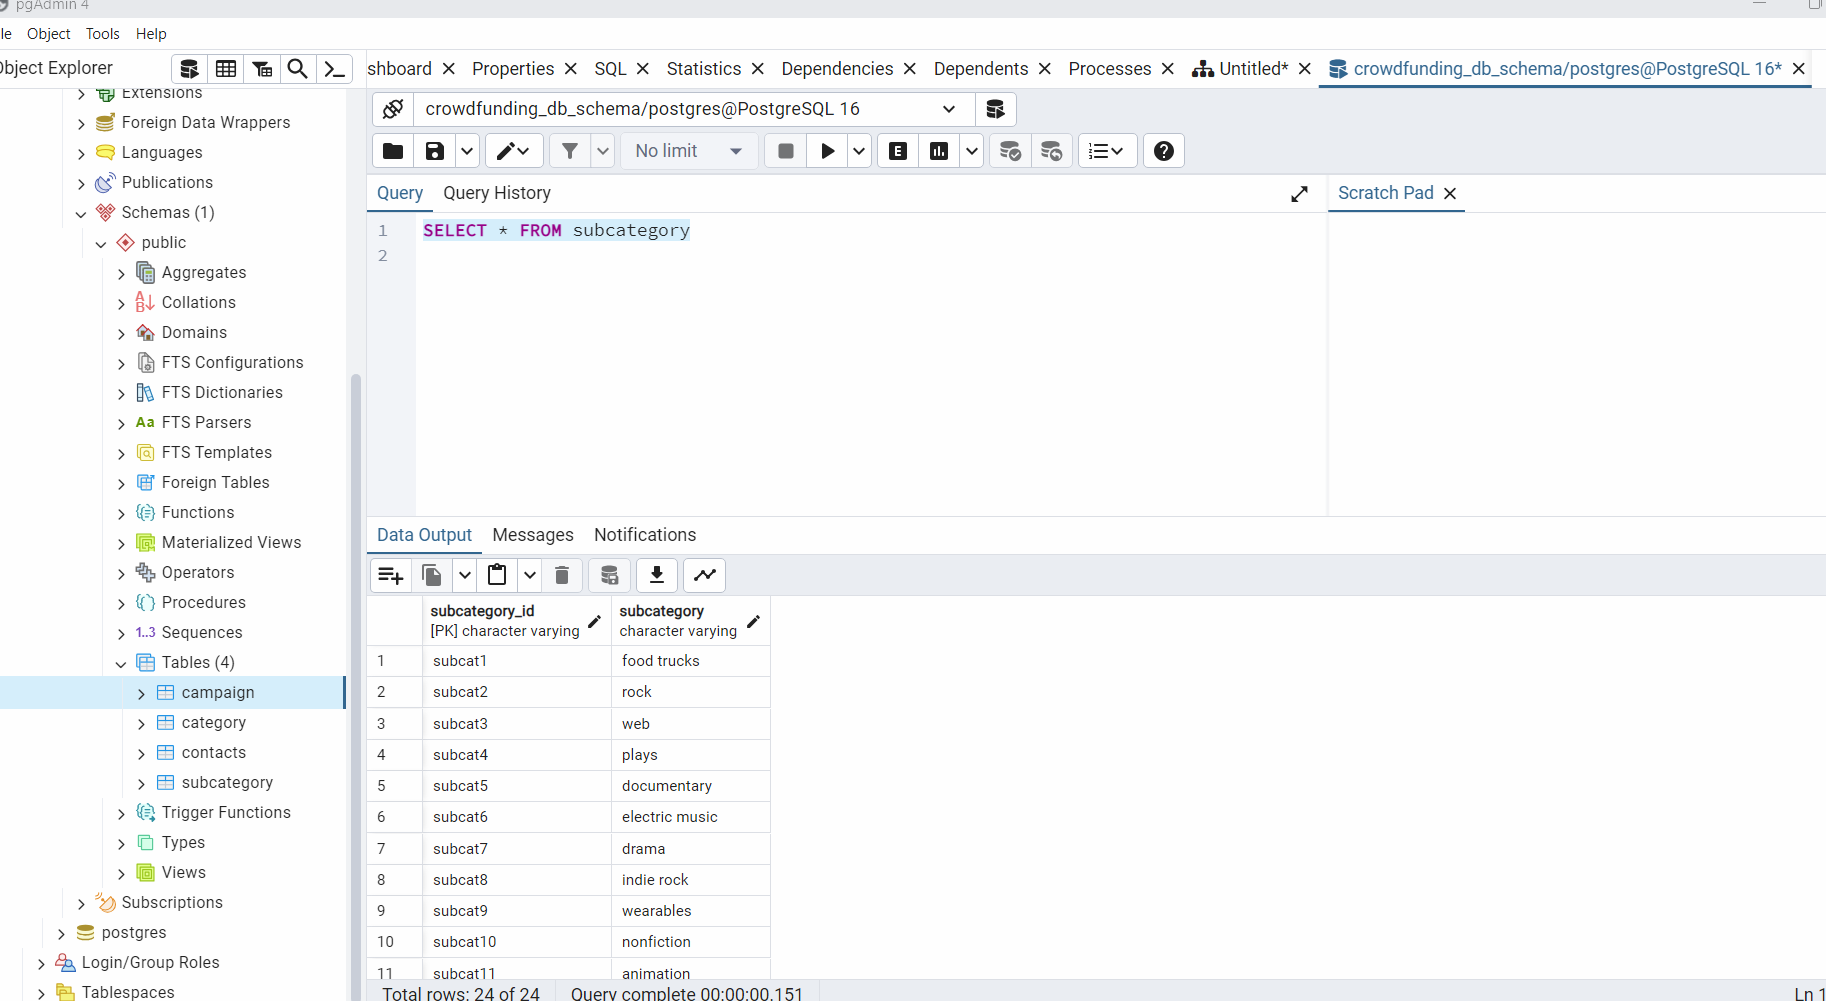 pgAdmin 4
le Object Tools Help
Object Explorer
shboard Properties SQL Statistics Dependencies Dependents Processes Untitled* crowdfunding_db_schema/postgres@PostgreSQL 16*
Extensions
Foreign Data Wrappers
Languages
Publications
Schemas (1)
public
Aggregates
Collations
Domains
FTS Configurations
FTS Dictionaries
Aa FTS Parsers
FTS Templates
Foreign Tables
Functions
Materialized Views
Operators
Procedures
1..3 Sequences
Tables (4)
campaign
category
contacts
subcategory
Trigger Functions
Types
Views
Subscriptions
postgres
Login/Group Roles
Tablespaces
crowdfunding_db_schema/postgres@PostgreSQL 16
No limit
E
Query Query History
Scratch Pad
1 SELECT * FROM subcategory
2
Data Output Messages Notifications
subcategory_id subcategory
[PK] character varying character varying
1 subcat1 food trucks
2 subcat2 rock
3 subcat3 web
4 subcat4 plays
5 subcat5 documentary
6 subcat6 electric music
7 subcat7 drama
8 subcat8 indie rock
9 subcat9 wearables
10 subcat10 nonfiction
11 subcat11 animation
Total rows: 24 of 24 Query complete 00:00:00.151
Ln 1